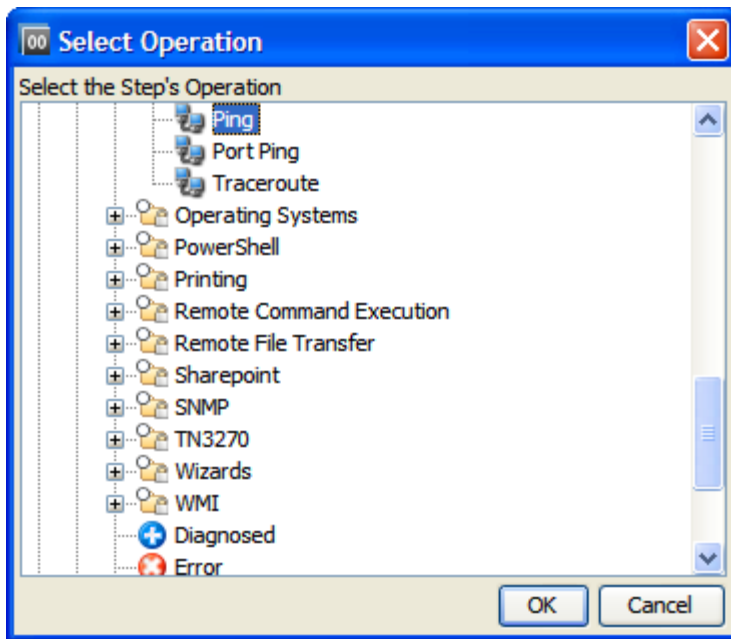 00 Select Operation
Select the Step's Operation
Ping
Port Ping
Traceroute
Operating Systems
PowerShell
Printing
Remote Command Execution
Remote File Transfer
Sharepoint
SNMP
TN3270
Wizards
WMI
Diagnosed
Error
OK Cancel